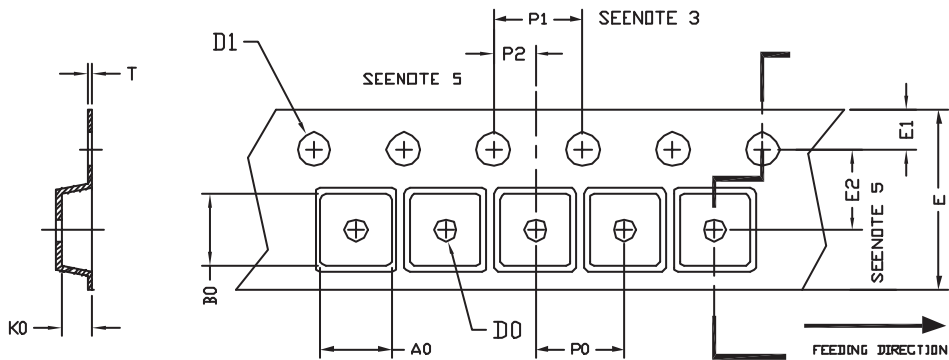 P1 SEENOTE 3
D1
P2
T
SEENOTE 5
E1
E2
E
SEENOTE 5
B0
K0
D0
A0
P0
FEEDING DIRECTION